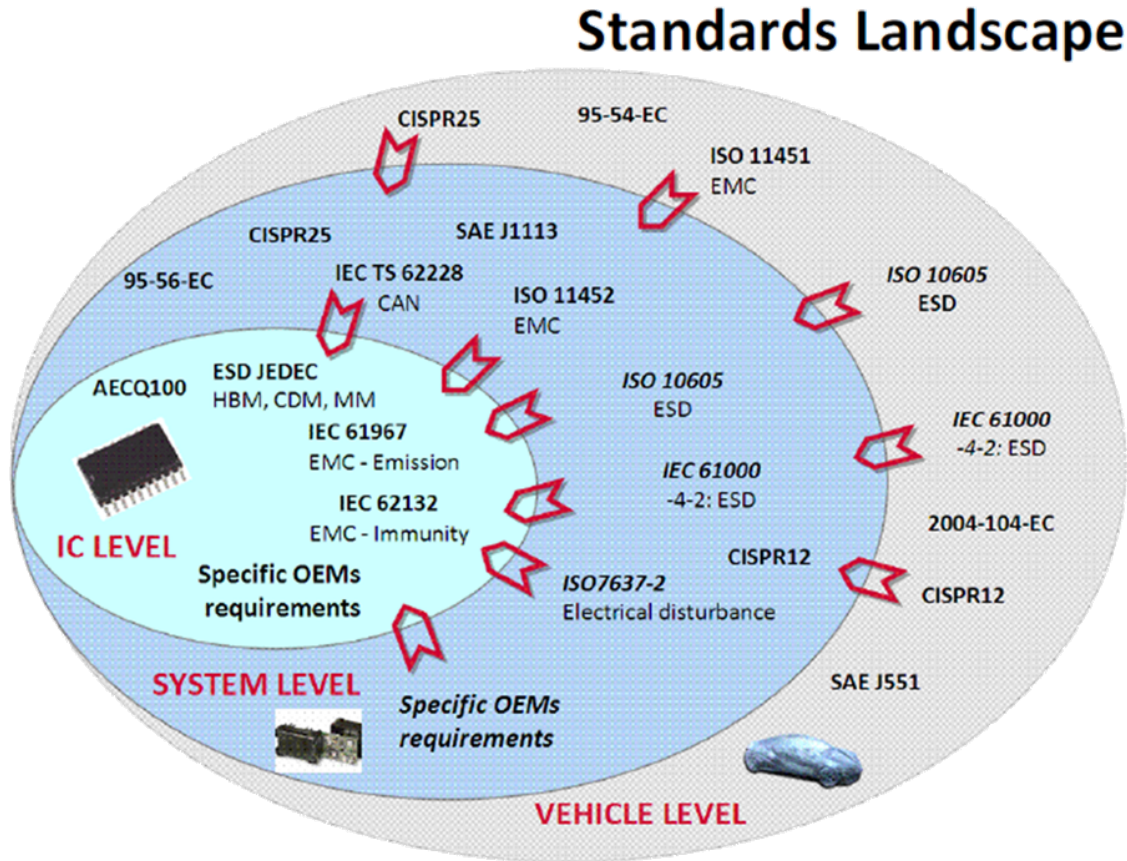 Standards Landscape
CISPR25
95-54-EC
ISO 11451
EMC
CISPR25
SAE J1113
95-56-EC
IEC TS 62228
CAN
ISO 11452
EMC
ISO 10605
ESD
AECQ100
ESD JEDEC
HBM, CDM, MM
ISO 10605
ESD
IEC 61967
EMC - Emission
IEC 61000
-4-2: ESD
IEC 62132
EMC - Immunity
IEC 61000
-4-2: ESD
2004-104-EC
IC LEVEL
CISPR12
Specific OEMs
requirements
ISO7637-2
Electrical disturbance
CISPR12
SYSTEM LEVEL
SAE J551
Specific OEMs
requirements
VEHICLE LEVEL